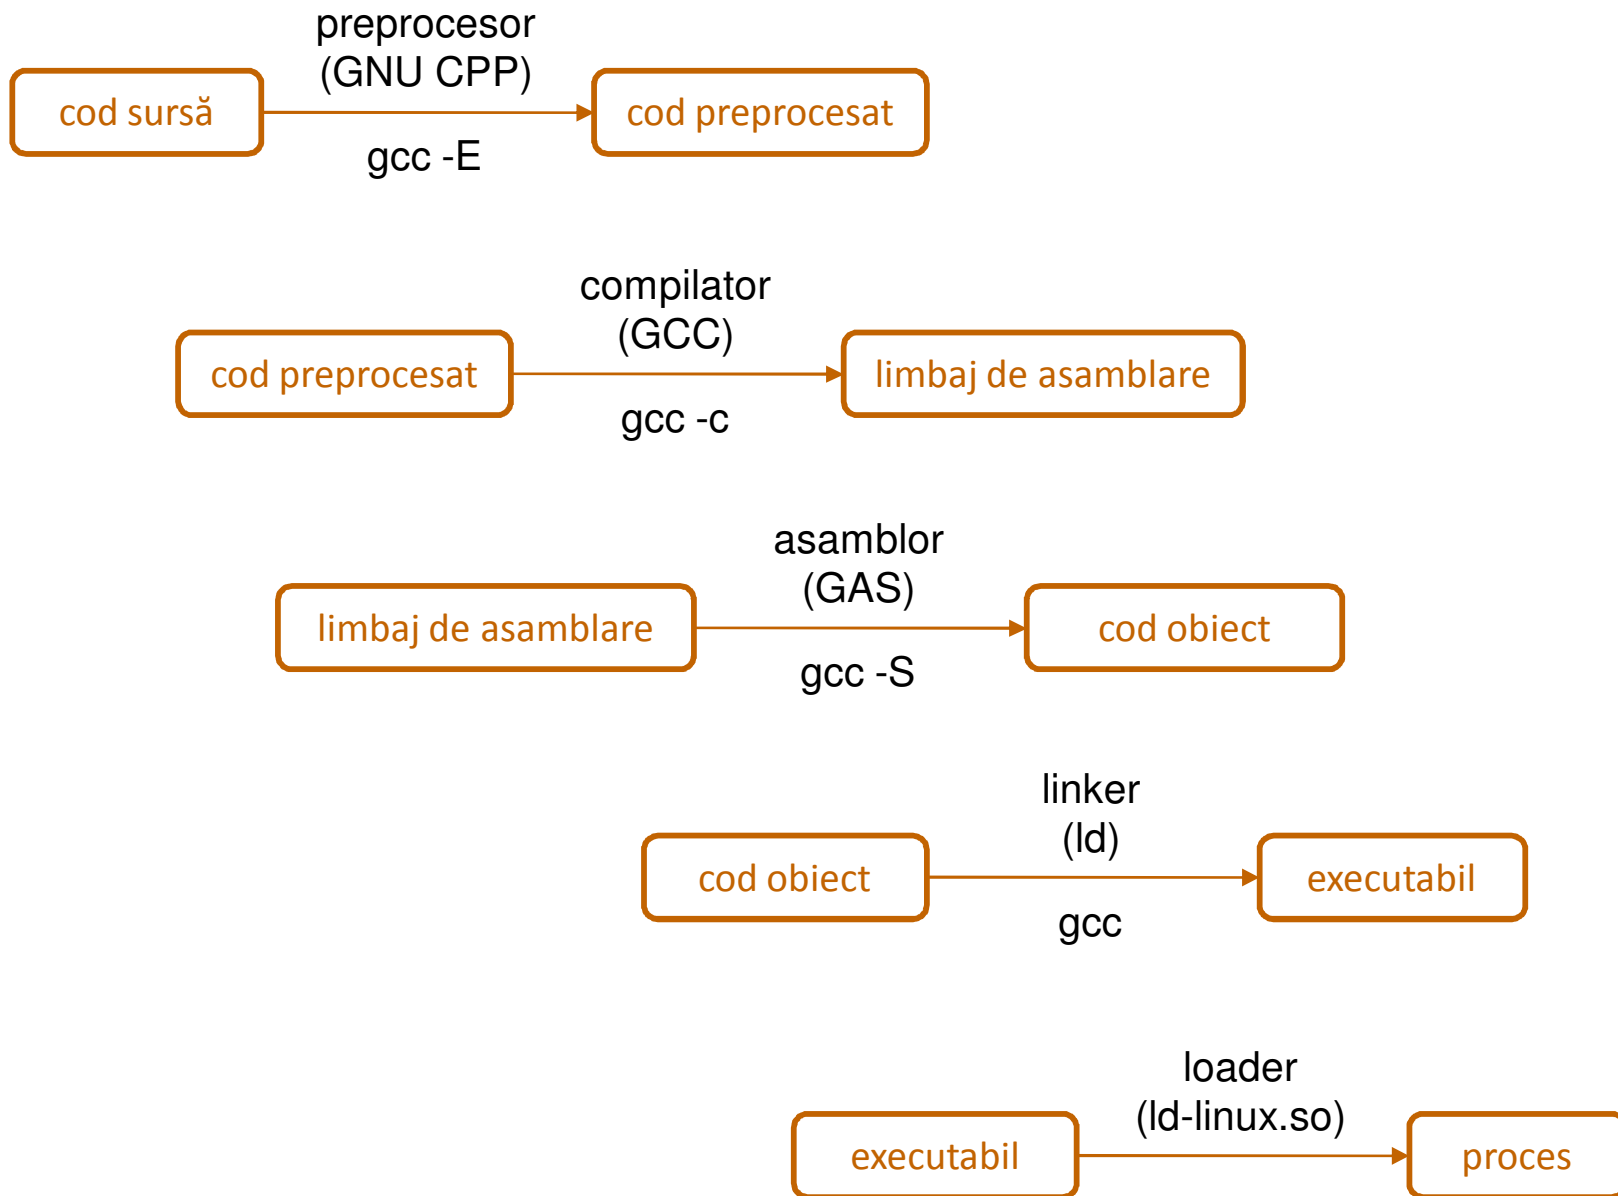 preprocesor
(GNU CPP)
cod sursă
cod preprocesat
gcc -E
compilator
(GCC)
cod preprocesat
limbaj de asamblare
gcc -c
asamblor
(GAS)
limbaj de asamblare
cod obiect
gcc -S
linker
(ld)
cod obiect
executabil
gcc
loader
(ld-linux.so)
executabil
proces